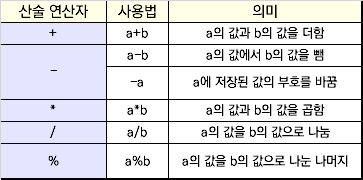 산술 연산자 사용법 의미
+ a+b a의 값과 b의 값을 더함
- a-b a의 값에서 b의 값을 뺌
-a a에 저장된 값의 부호를 바꿈
* a*b a의 값과 b의 값을 곱함
/ a/b a의 값을 b의 값으로 나눔
% a%b a의 값을 b의 값으로 나눈 나머지